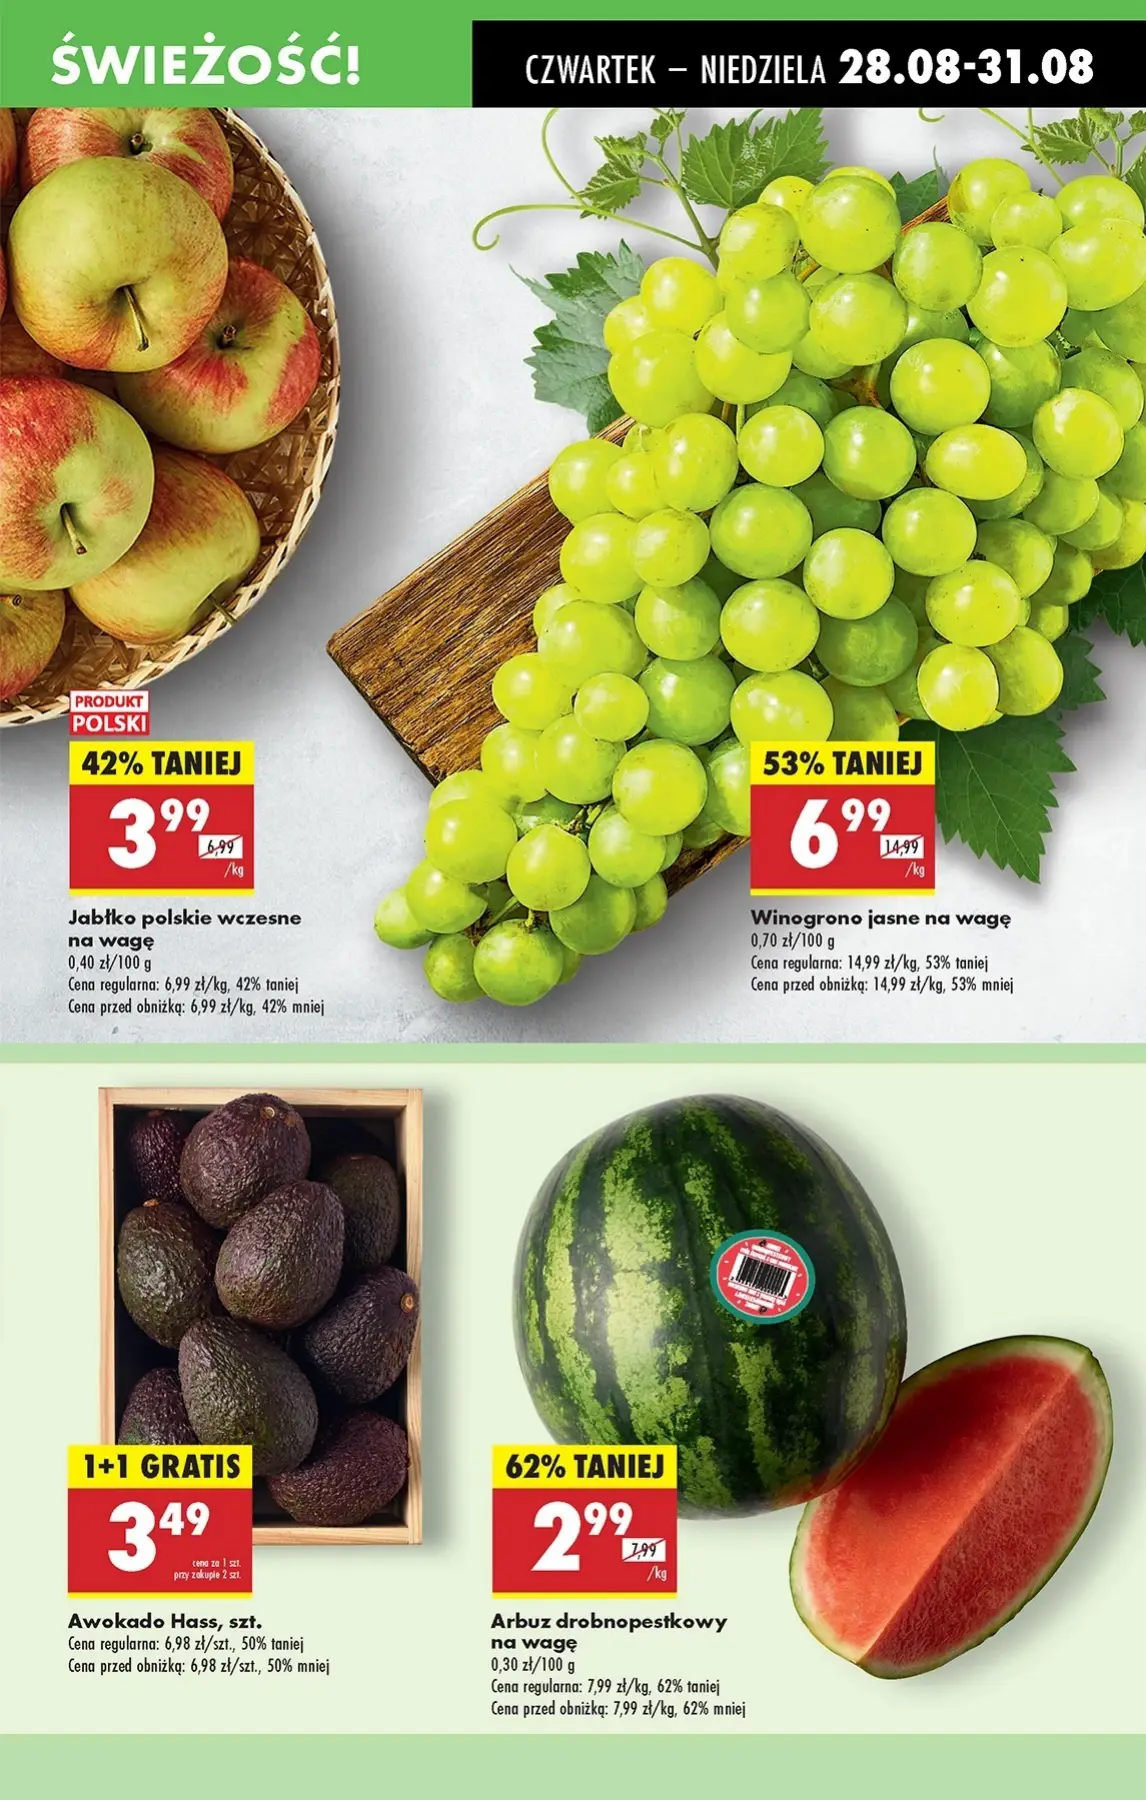 ŚWIEŻOŚĆ!
CZWARTEK – NIEDZIELA 28.08-31.08
PRODUKT
POLSKI
42% TANIEJ
3 99
6,99
/kg
Jabłko polskie wczesne
na wagę
0,40 zł/100 g
Cena regularna: 6,99 zł/kg, 42% taniej
Cena przed obniżką: 6,99 zł/kg, 42% mniej
53% TANIEJ
6 99
14,99
/kg
Winogrono jasne na wagę
0,70 zł/100 g
Cena regularna: 14,99 zł/kg, 53% taniej
Cena przed obniżką: 14,99 zł/kg, 53% mniej
1+1 GRATIS
3 49
cena za 1 szt.
przy zakupie 2 szt.
Awokado Hass, szt.
Cena regularna: 6,98 zł/szt., 50% taniej
Cena przed obniżką: 6,98 zł/szt., 50% mniej
62% TANIEJ
2 99
7,99
/kg
Arbuz drobnopestkowy
na wagę
0,30 zł/100 g
Cena regularna: 7,99 zł/kg, 62% taniej
Cena przed obniżką: 7,99 zł/kg, 62% mniej